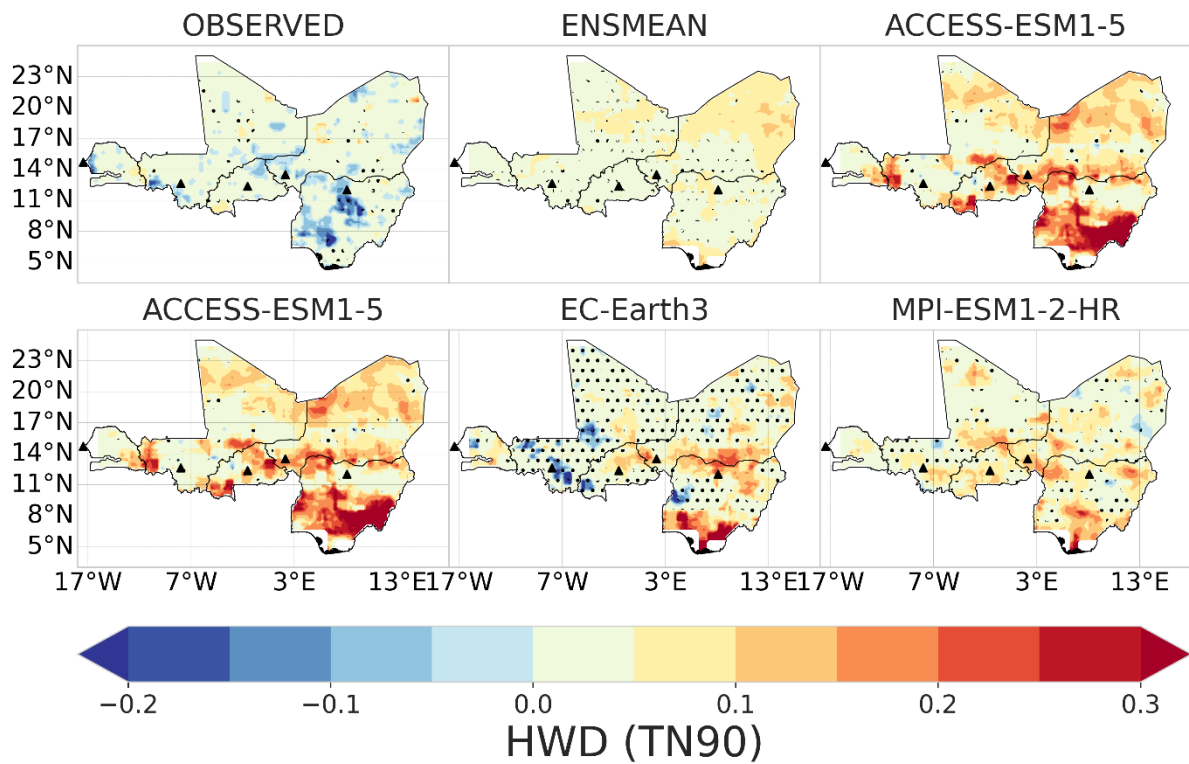 OBSERVED
ENSMEAN
ACCESS-ESM1-5
23°N
20°N
17°N
14°N
11°N
8°N
5°N
ACCESS-ESM1-5
EC-Earth3
MPI-ESM1-2-HR
23°N
20°N
17°N
14°N
11°N
8°N
5°N
17°W 7°W 3°E 13°E 17°W 7°W 3°E 13°E 17°W 7°W 3°E 13°E
−0.2 −0.1 0.0 0.1 0.2 0.3
HWD (TN90)